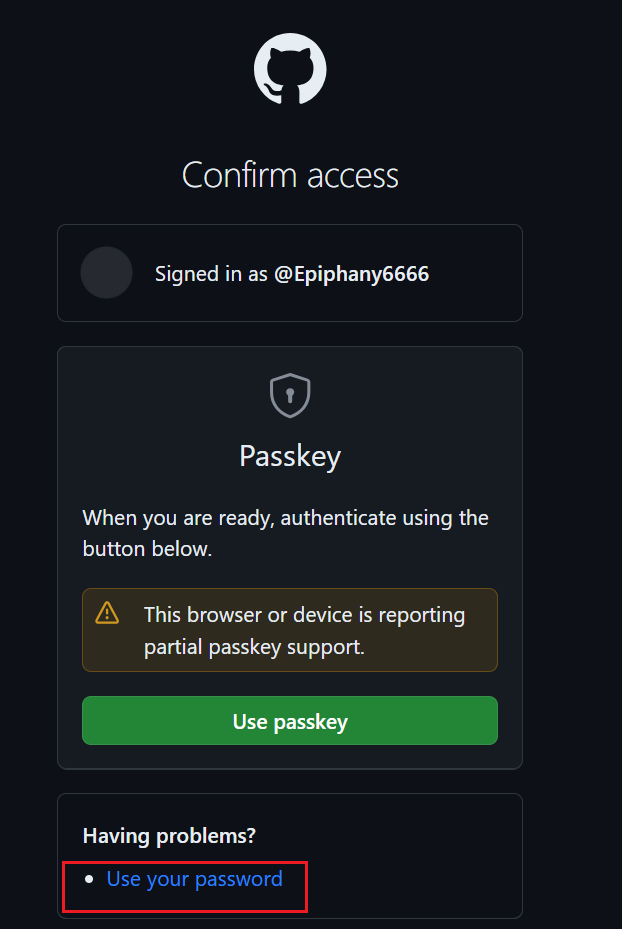 Confirm access
Signed in as @Epiphany6666
Passkey
When you are ready, authenticate using the
button below.
This browser or device is reporting
partial passkey support.
Use passkey
Having problems?
Use your password